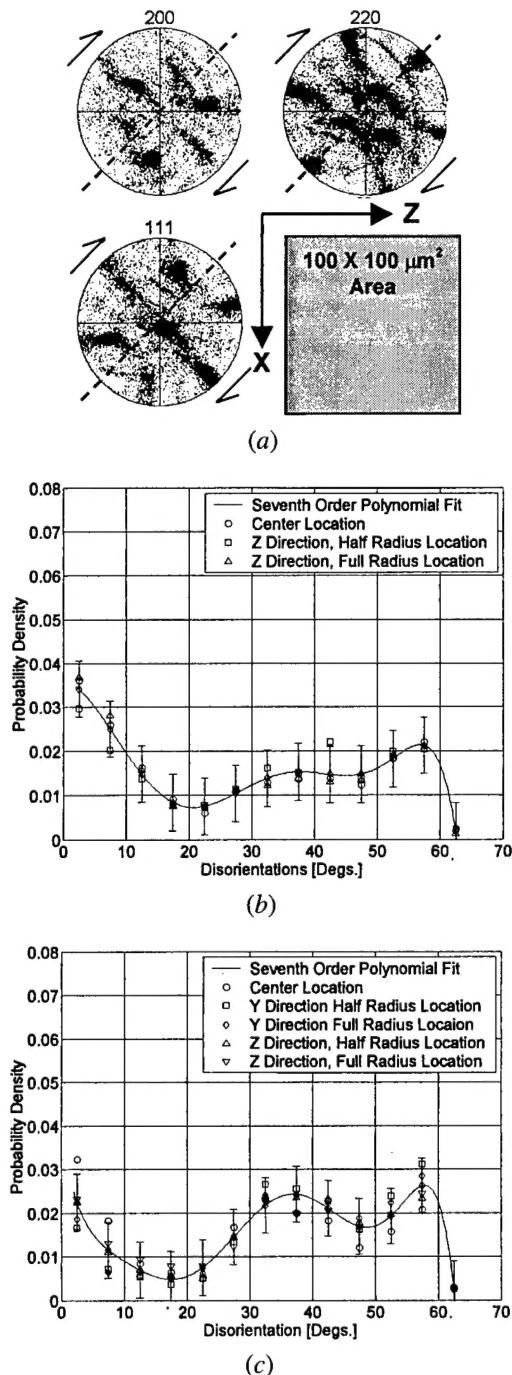 200
220
111
Z
X
100 X 100 μm²
Area
(a)
0.08
0.07
0.06
0.05
0.04
0.03
0.02
0.01
0
Probability Density
Seventh Order Polynomial Fit
Center Location
Z Direction, Half Radius Location
Z Direction, Full Radius Location
0 10 20 30 40 50 60 70
Disorientations [Degs.]
(b)
0.08
0.07
0.06
0.05
0.04
0.03
0.02
0.01
0
Probability Density
Seventh Order Polynomial Fit
Center Location
Y Direction Half Radius Location
Y Direction Full Radius Locaion
Z Direction, Half Radius Location
Z Direction, Full Radius Location
0 10 20 30 40 50 60 70
Disorientation [Degs.]
(c)